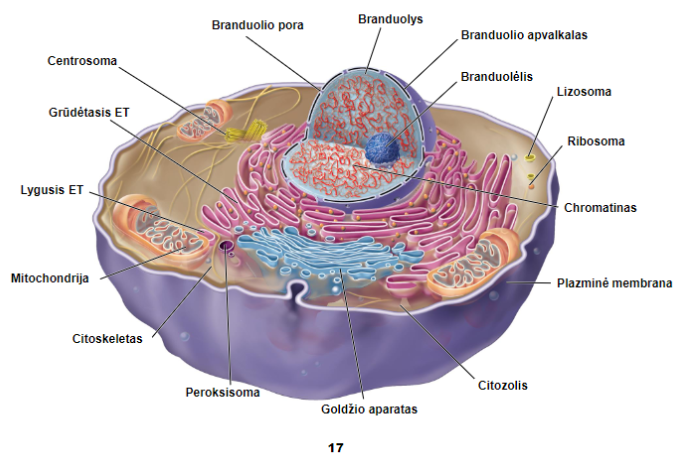 Branduolys
Branduolio pora
Branduolio apvalkalas
Centrosoma
Branduolėlis
Lizosoma
Grūdėtasis ET
Ribosoma
Lygusis ET
Chromatinas
Mitochondrija
Plazminė membrana
Citoskeletas
Citozolis
Peroksisoma
Goldžio aparatas
17